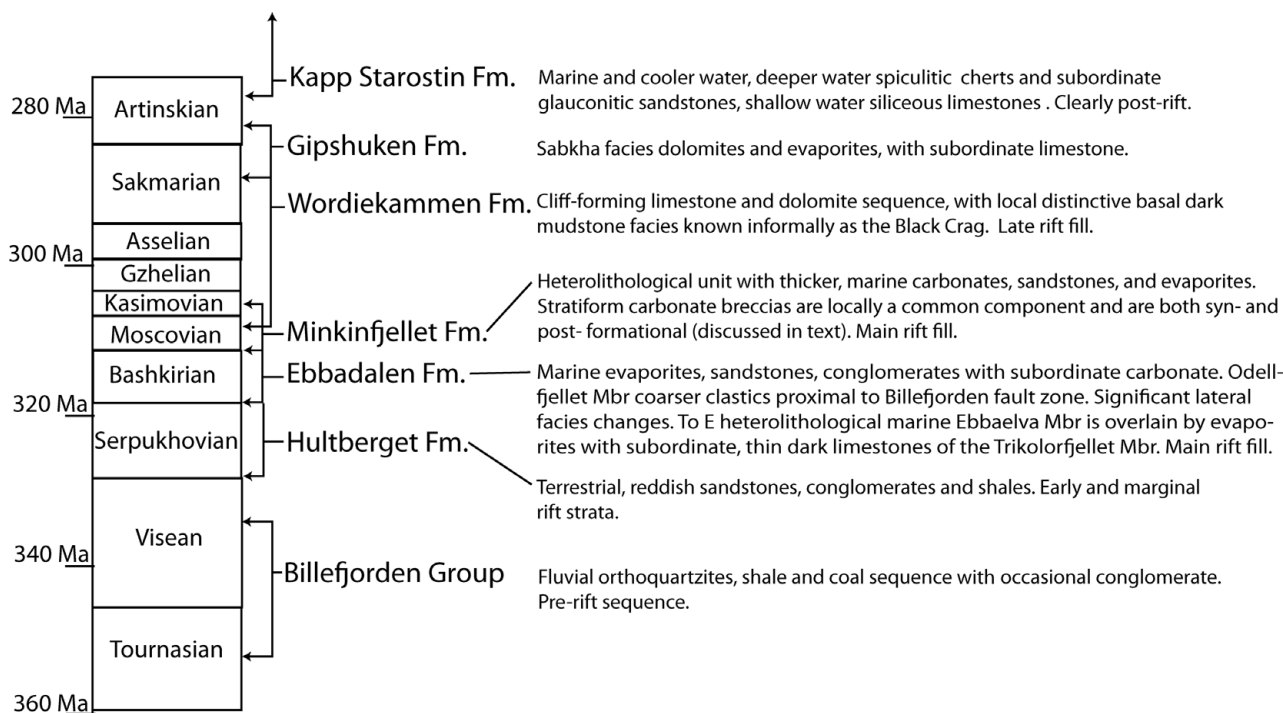 Kapp Starostin Fm.
Marine and cooler water, deeper water spiculitic cherts and subordinate
glauconitic sandstones, shallow water siliceous limestones . Clearly post-rift.
280 Ma
Artinskian
Gipshuken Fm.
Sabkha facies dolomites and evaporites, with subordinate limestone.
Sakmarian
Wordiekammen Fm.
Cliff-forming limestone and dolomite sequence, with local distinctive basal dark
mudstone facies known informally as the Black Crag. Late rift fill.
Asselian
300 Ma
Gzhelian
Kasimovian
Moscovian
Minkinfjellet Fm.
Heterolithological unit with thicker, marine carbonates, sandstones, and evaporites.
Stratiform carbonate breccias are locally a common component and are both syn- and
post- formational (discussed in text). Main rift fill.
Bashkirian
Ebbadalen Fm.
Marine evaporites, sandstones, conglomerates with subordinate carbonate. Odell-
fjellet Mbr coarser clastics proximal to Billefjorden fault zone. Significant lateral
facies changes. To E heterolithological marine Ebbaelva Mbr is overlain by evapo-
rites with subordinate, thin dark limestones of the Trikolorfjellet Mbr. Main rift fill.
320 Ma
Serpukhovian
Hultberget Fm.
Terrestrial, reddish sandstones, conglomerates and shales. Early and marginal
rift strata.
Visean
340 Ma
Billefjorden Group
Fluvial orthoquartzites, shale and coal sequence with occasional conglomerate.
Pre-rift sequence.
Tournasian
360 Ma